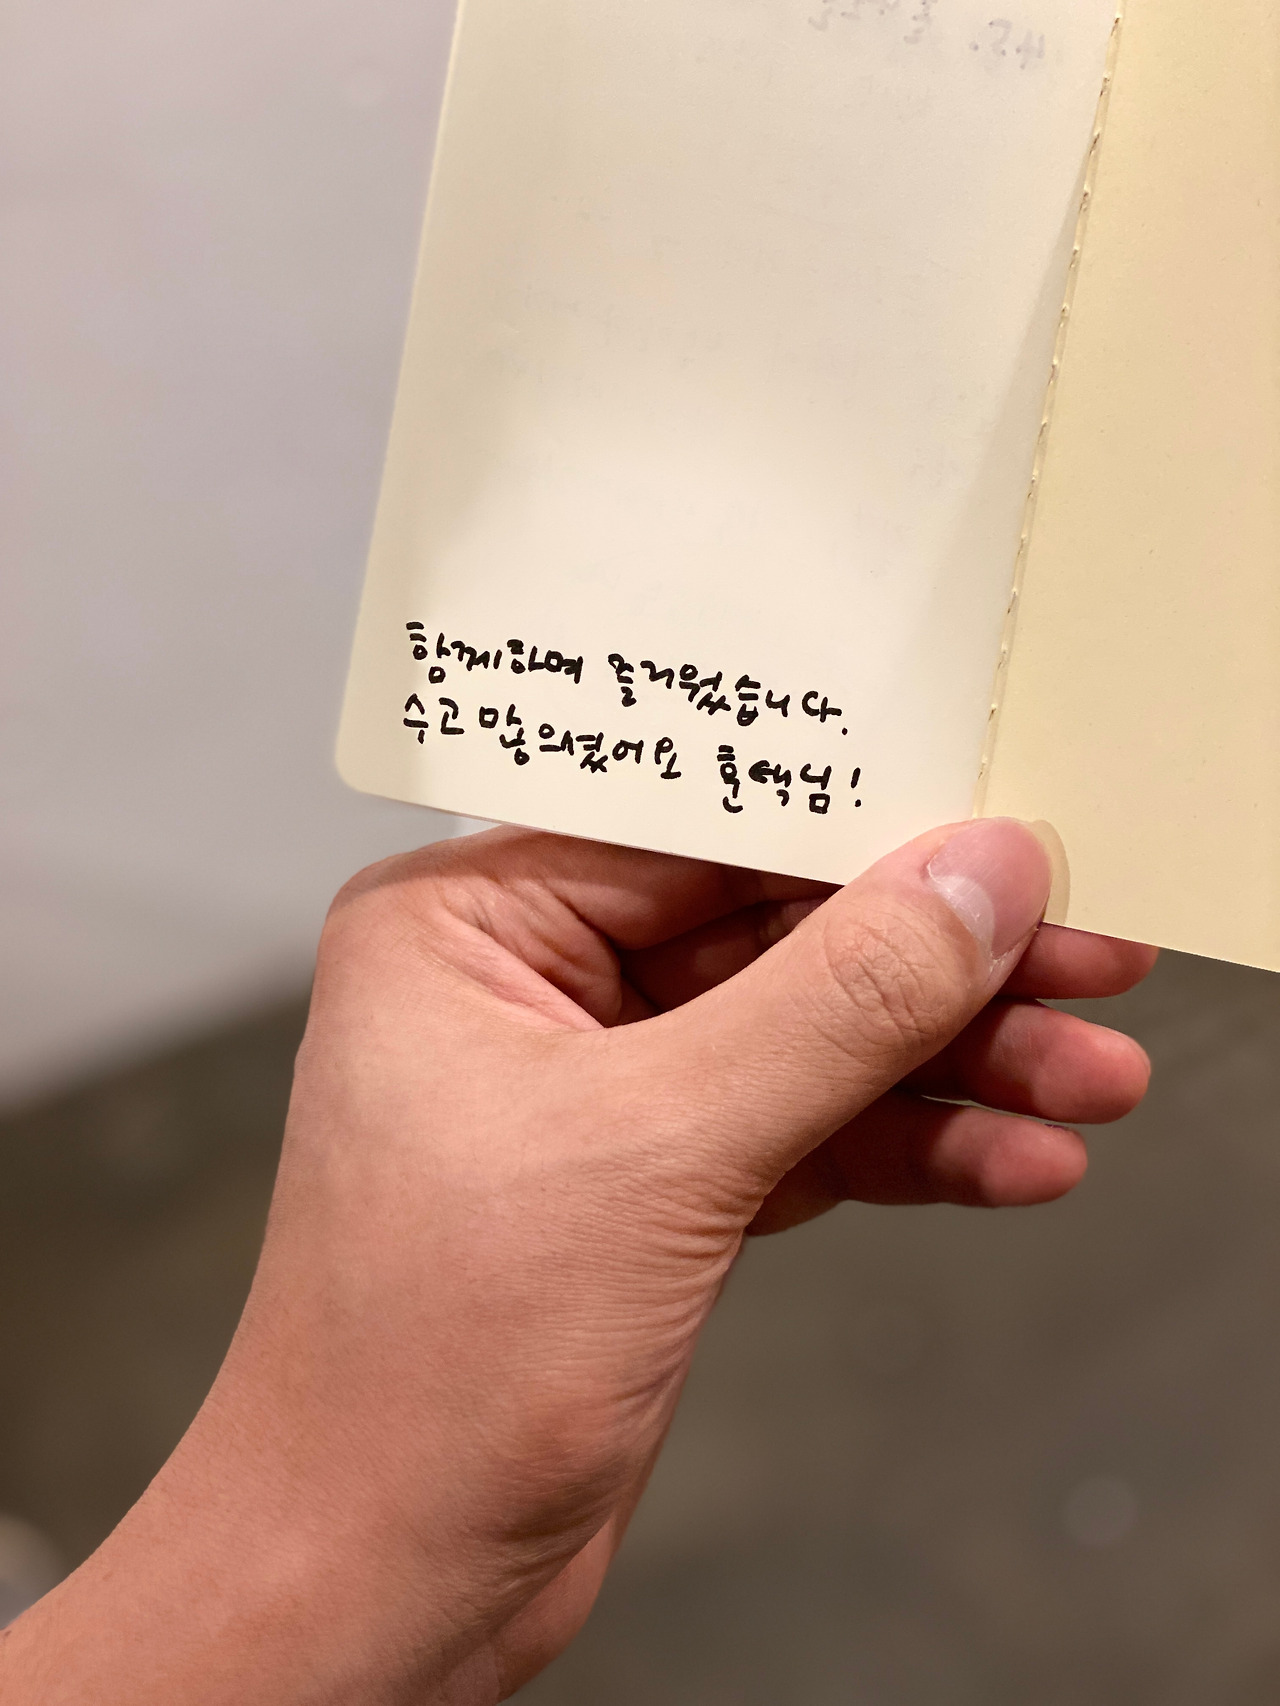 함께하며 즐거웠습니다.
수고 많으셨어요 훈택님!